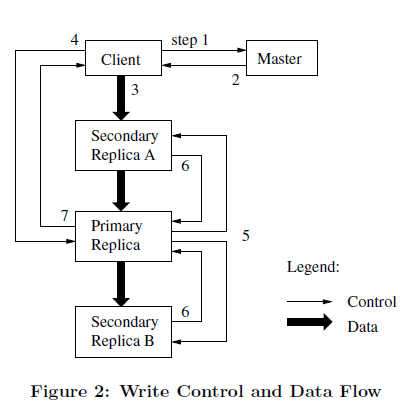 4
step 1
Client
Master
2
3
Secondary
Replica A
6
7
Primary
Replica
5
Legend:
Control
Data
6
Secondary
Replica B
Figure 2: Write Control and Data Flow